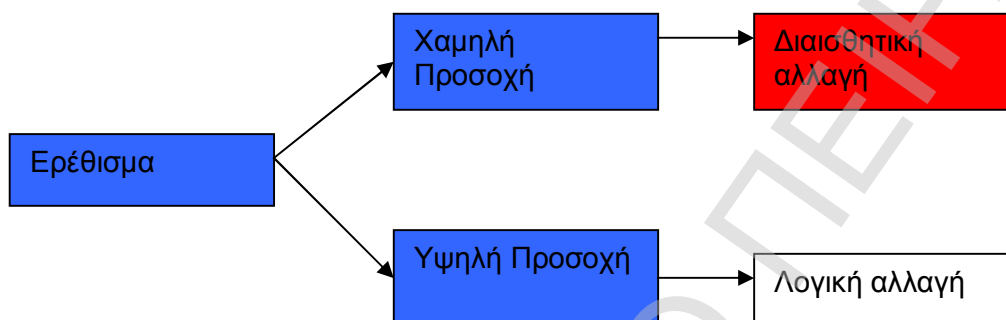 Χαμηλή
Προσοχή
Διαισθητική
αλλαγή
Ερέθισμα
Υψηλή Προσοχή
Λογική αλλαγή